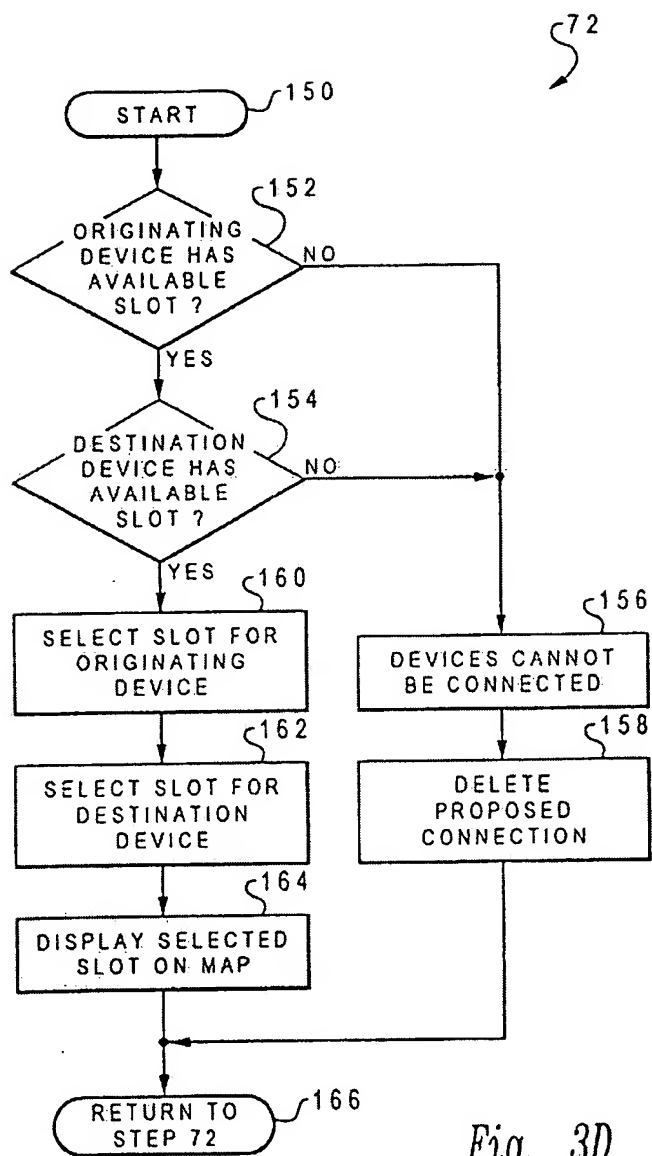 72
START
150
ORIGINATING
DEVICE HAS
AVAILABLE
SLOT ?
152
NO
YES
DESTINATION
DEVICE HAS
AVAILABLE
SLOT ?
154
NO
YES
SELECT SLOT FOR
ORIGINATING
DEVICE
160
DEVICES CANNOT
BE CONNECTED
156
SELECT SLOT FOR
DESTINATION
DEVICE
162
DELETE
PROPOSED
CONNECTION
158
DISPLAY SELECTED
SLOT ON MAP
164
RETURN TO
STEP 72
166
Fig. 3D